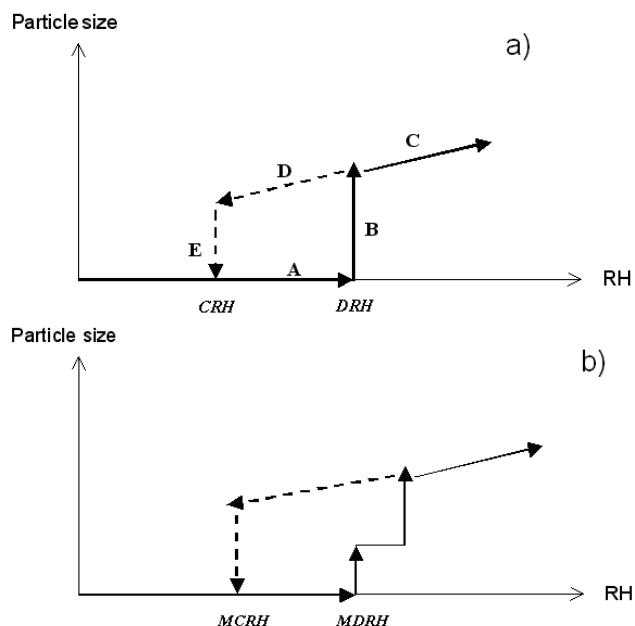 Particle size
a)
C
D
B
E
A
RH
CRH DRH
Particle size
b)
RH
MCRH MDRH